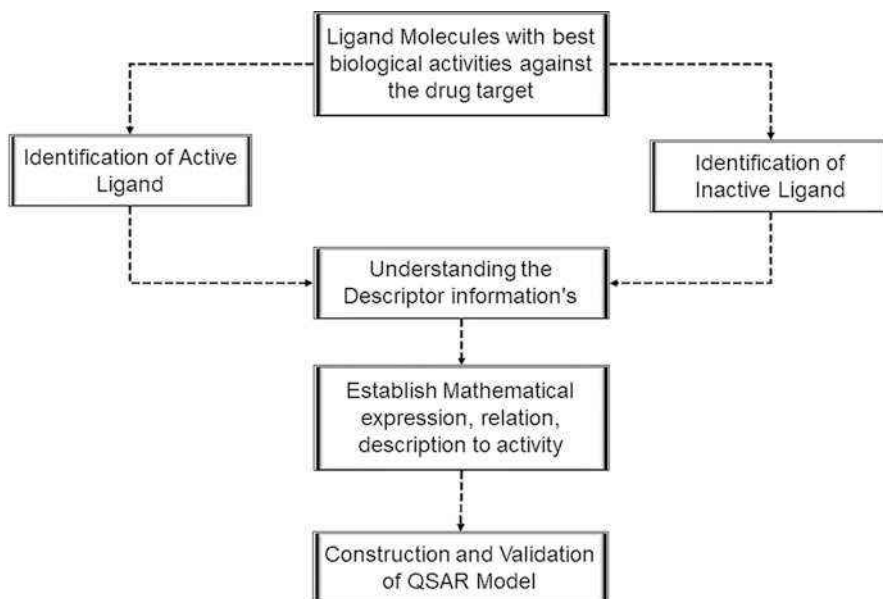 Ligand Molecules with best
biological activities against
the drug target
Identification of Active
Ligand
Identification of
Inactive Ligand
Understanding the
Descriptor information's
Establish Mathematical
expression, relation,
description to activity
Construction and Validation
of QSAR Model